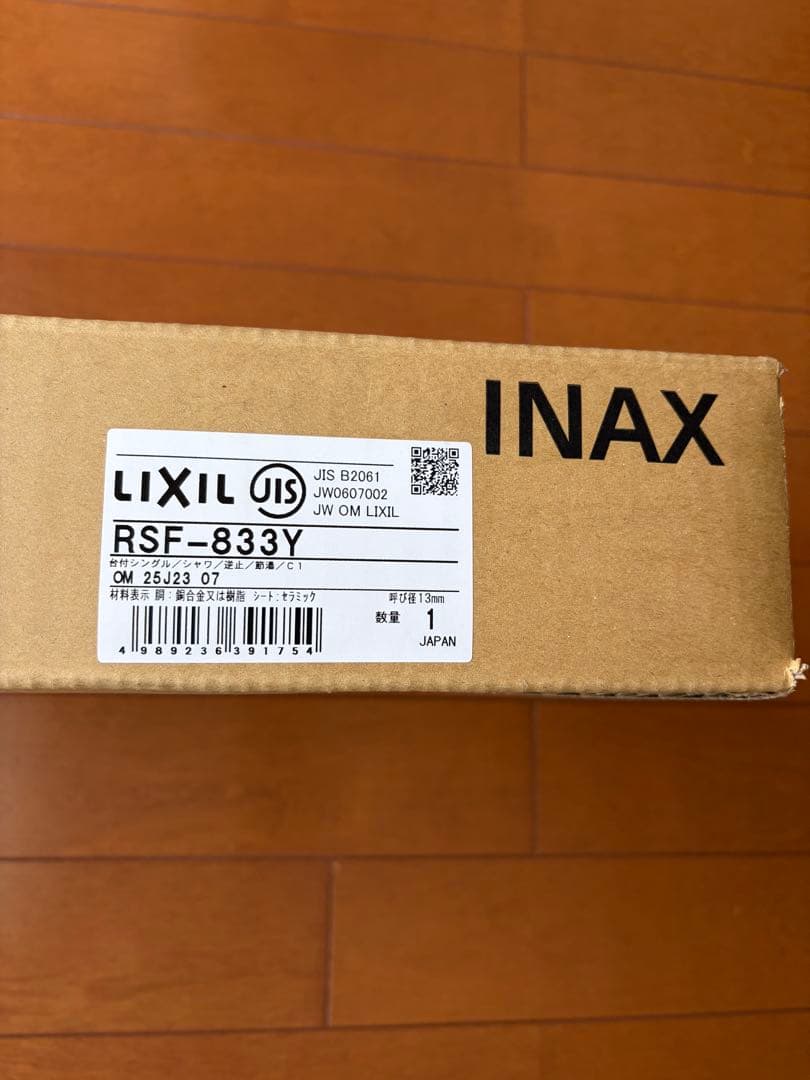 INAX
LIXIL JIS
JIS B2061
JW0607002
JW OM LIXIL
RSF-833Y
台付シングル/シャワ/逆止/節湯/C1
OM 25J23 07
材料表示 胴:銅合金又は樹脂 シート:セラミック
呼び径13mm
数量 1
JAPAN
4989236391754